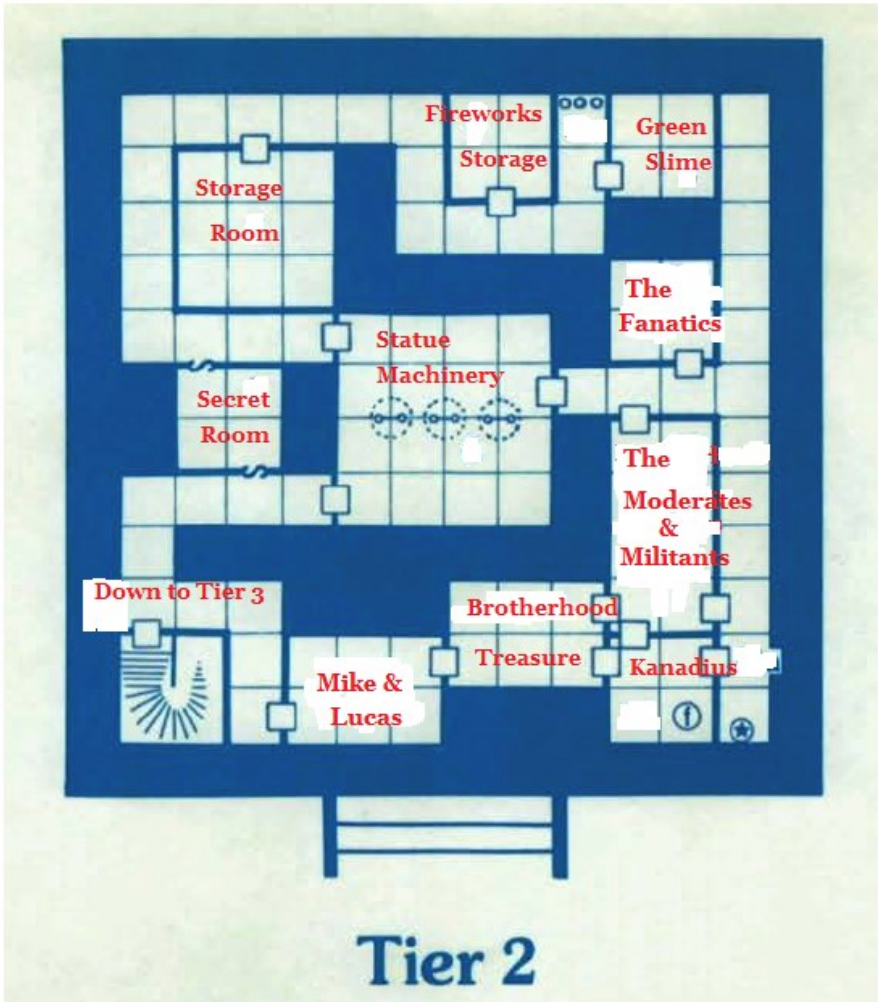 Fireworks
Storage
Green
Slime
Storage
Room
The
Fanatics
Statue
Machinery
Secret
Room
The
Moderates
&
Militants
Down to Tier 3
Brotherhood
Treasure
Kanadius
Mike &
Lucas
f
Tier 2